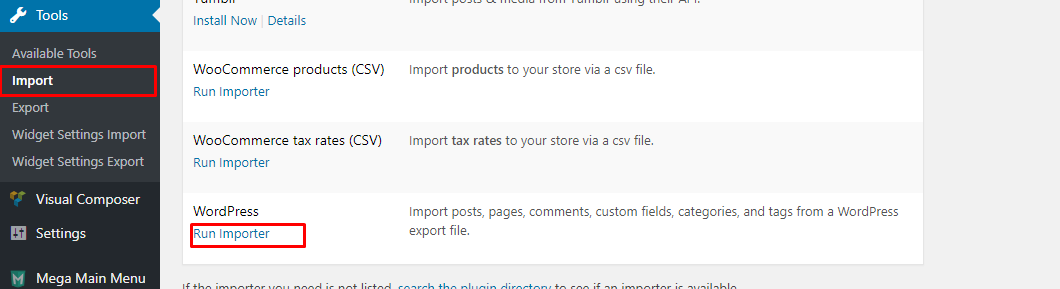 Tools
Available Tools
Import
Export
Widget Settings Import
Widget Settings Export
Visual Composer
Settings
Mega Main Menu
Tumblr
Import posts & media from Tumblr using their API.
Install Now | Details
WooCommerce products (CSV)
Import products to your store via a csv file.
Run Importer
WooCommerce tax rates (CSV)
Import tax rates to your store via a csv file.
Run Importer
WordPress
Import posts, pages, comments, custom fields, categories, and tags from a WordPress
export file.
Run Importer
If the importer you need is not listed, search the plugin directory to see if an importer is available.